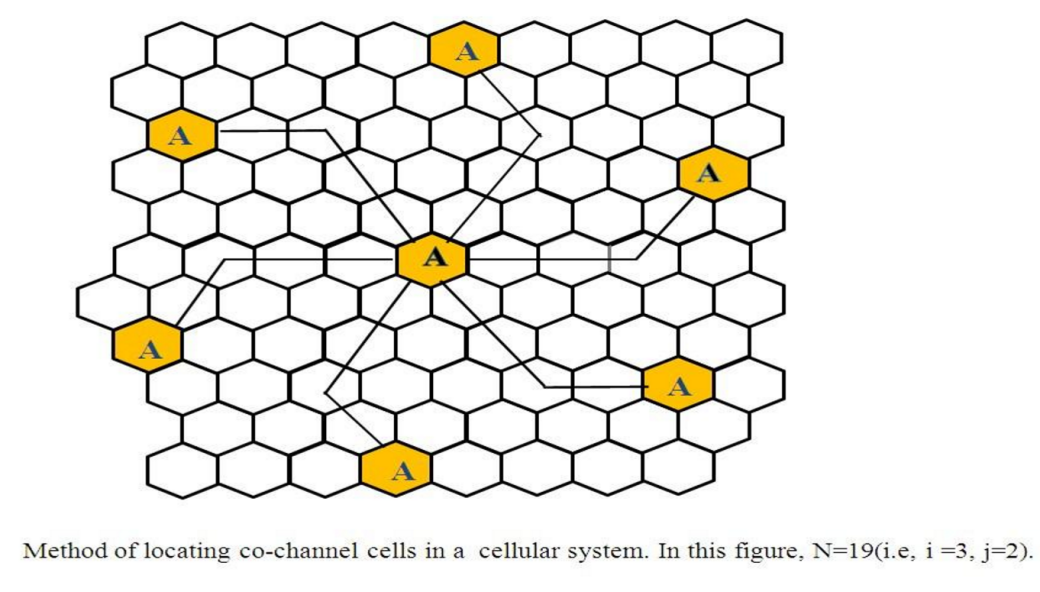 A
A
A
A
A
A
A
Method of locating co-channel cells in a cellular system. In this figure, N=19(i.e, i =3, j=2).